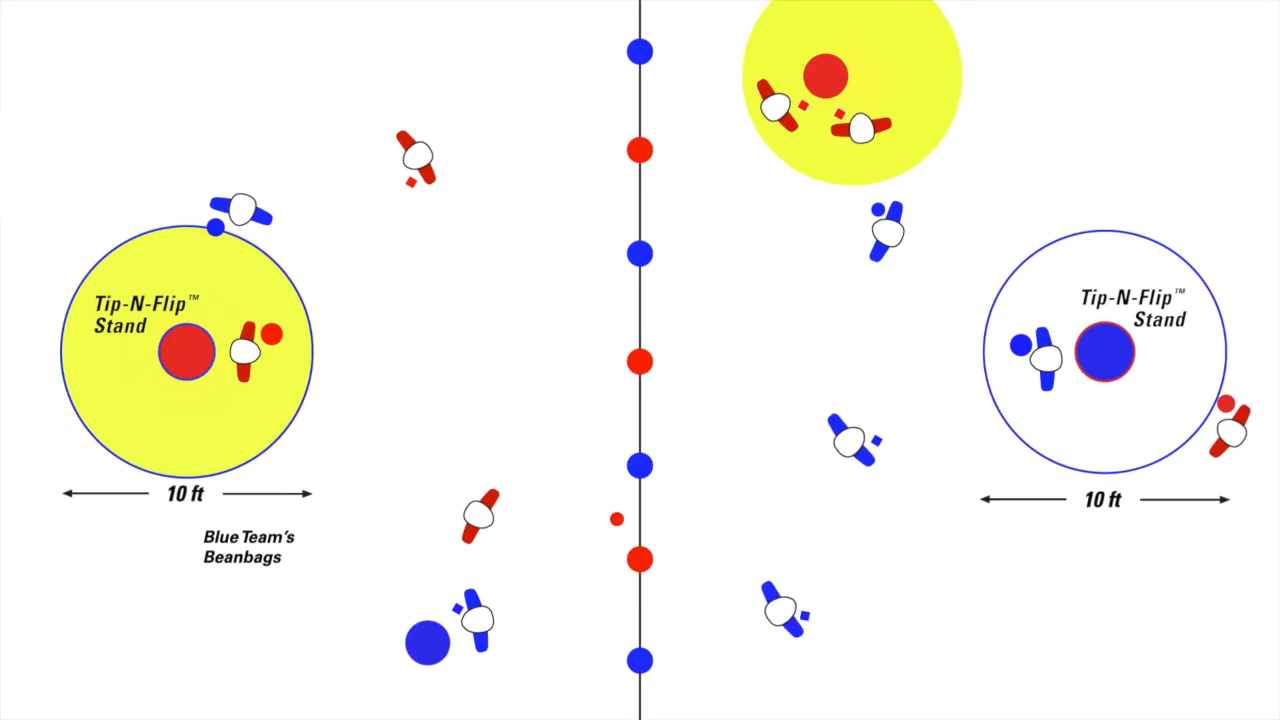 Tip-N-Flip™
Stand
10 ft
Blue Team's
Beanbags
Tip-N-Flip™
Stand
10 ft